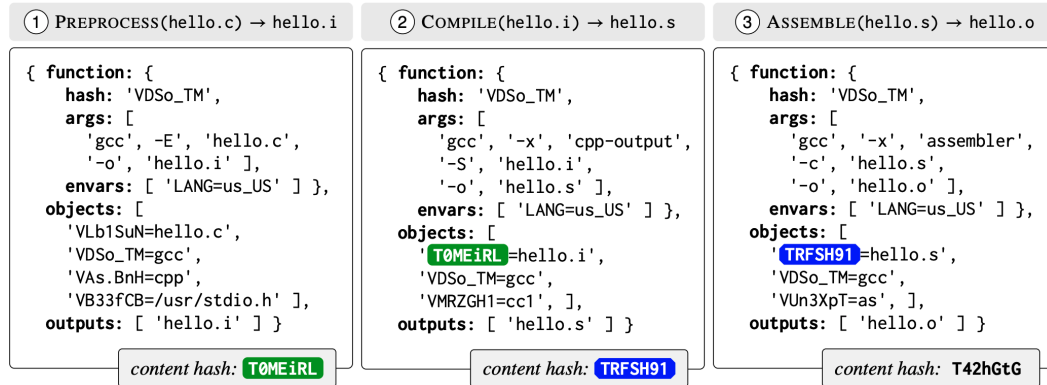 1 PREPROCESS(hello.c) → hello.i
{ function: {
hash: 'VDSo_TM',
args: [
'gcc', -E', 'hello.c',
'-o', 'hello.i' ],
envars: [ 'LANG=us_US' ] },
objects: [
'VLb1SuN=hello.c',
'VDSo_TM=gcc',
'VAs.BnH=cpp',
'VB33fCB=/usr/stdio.h' ],
outputs: [ 'hello.i' ] }
content hash: T0MEiRL
2 COMPILE(hello.i) → hello.s
{ function: {
hash: 'VDSo_TM',
args: [
'gcc', '-x', 'cpp-output',
'-S', 'hello.i',
'-o', 'hello.s' ],
envars: [ 'LANG=us_US' ] },
objects: [
'T0MEiRL=hello.i',
'VDSo_TM=gcc',
'VMRZGH1=cc1', ],
outputs: [ 'hello.s' ] }
content hash: TRFSH91
3 ASSEMBLE(hello.s) → hello.o
{ function: {
hash: 'VDSo_TM',
args: [
'gcc', '-x', 'assembler',
'-c', 'hello.s',
'-o', 'hello.o' ],
envars: [ 'LANG=us_US' ] },
objects: [
'TRFSH91=hello.s',
'VDSo_TM=gcc',
'VUn3XpT=as', ],
outputs: [ 'hello.o' ] }
content hash: T42hGtG